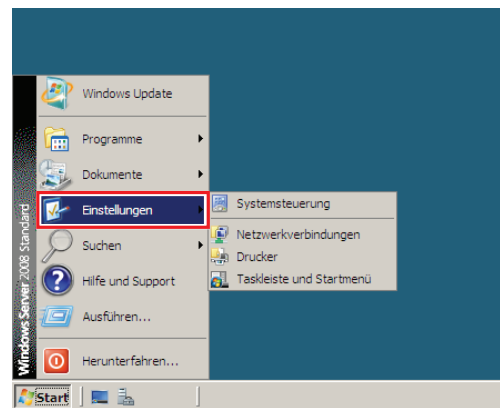 Windows Server 2008 Standard
Windows Update
Programme
Dokumente
Einstellungen
Suchen
Hilfe und Support
Ausführen...
Herunterfahren...
Systemsteuerung
Netzwerkverbindungen
Drucker
Taskleiste und Startmenü
Start